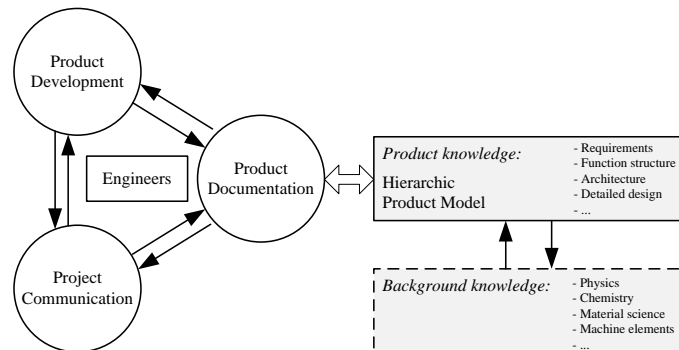 Product
Development
Engineers
Product
Documentation
Project
Communication
Product knowledge:
Hierarchic
Product Model
- Requirements
- Function structure
- Architecture
- Detailed design
- ...
Background knowledge:
- Physics
- Chemistry
- Material science
- Machine elements
- ...